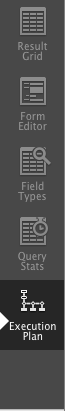 Result
Grid
Form
Editor
Field
Types
Query
Stats
Execution
Plan